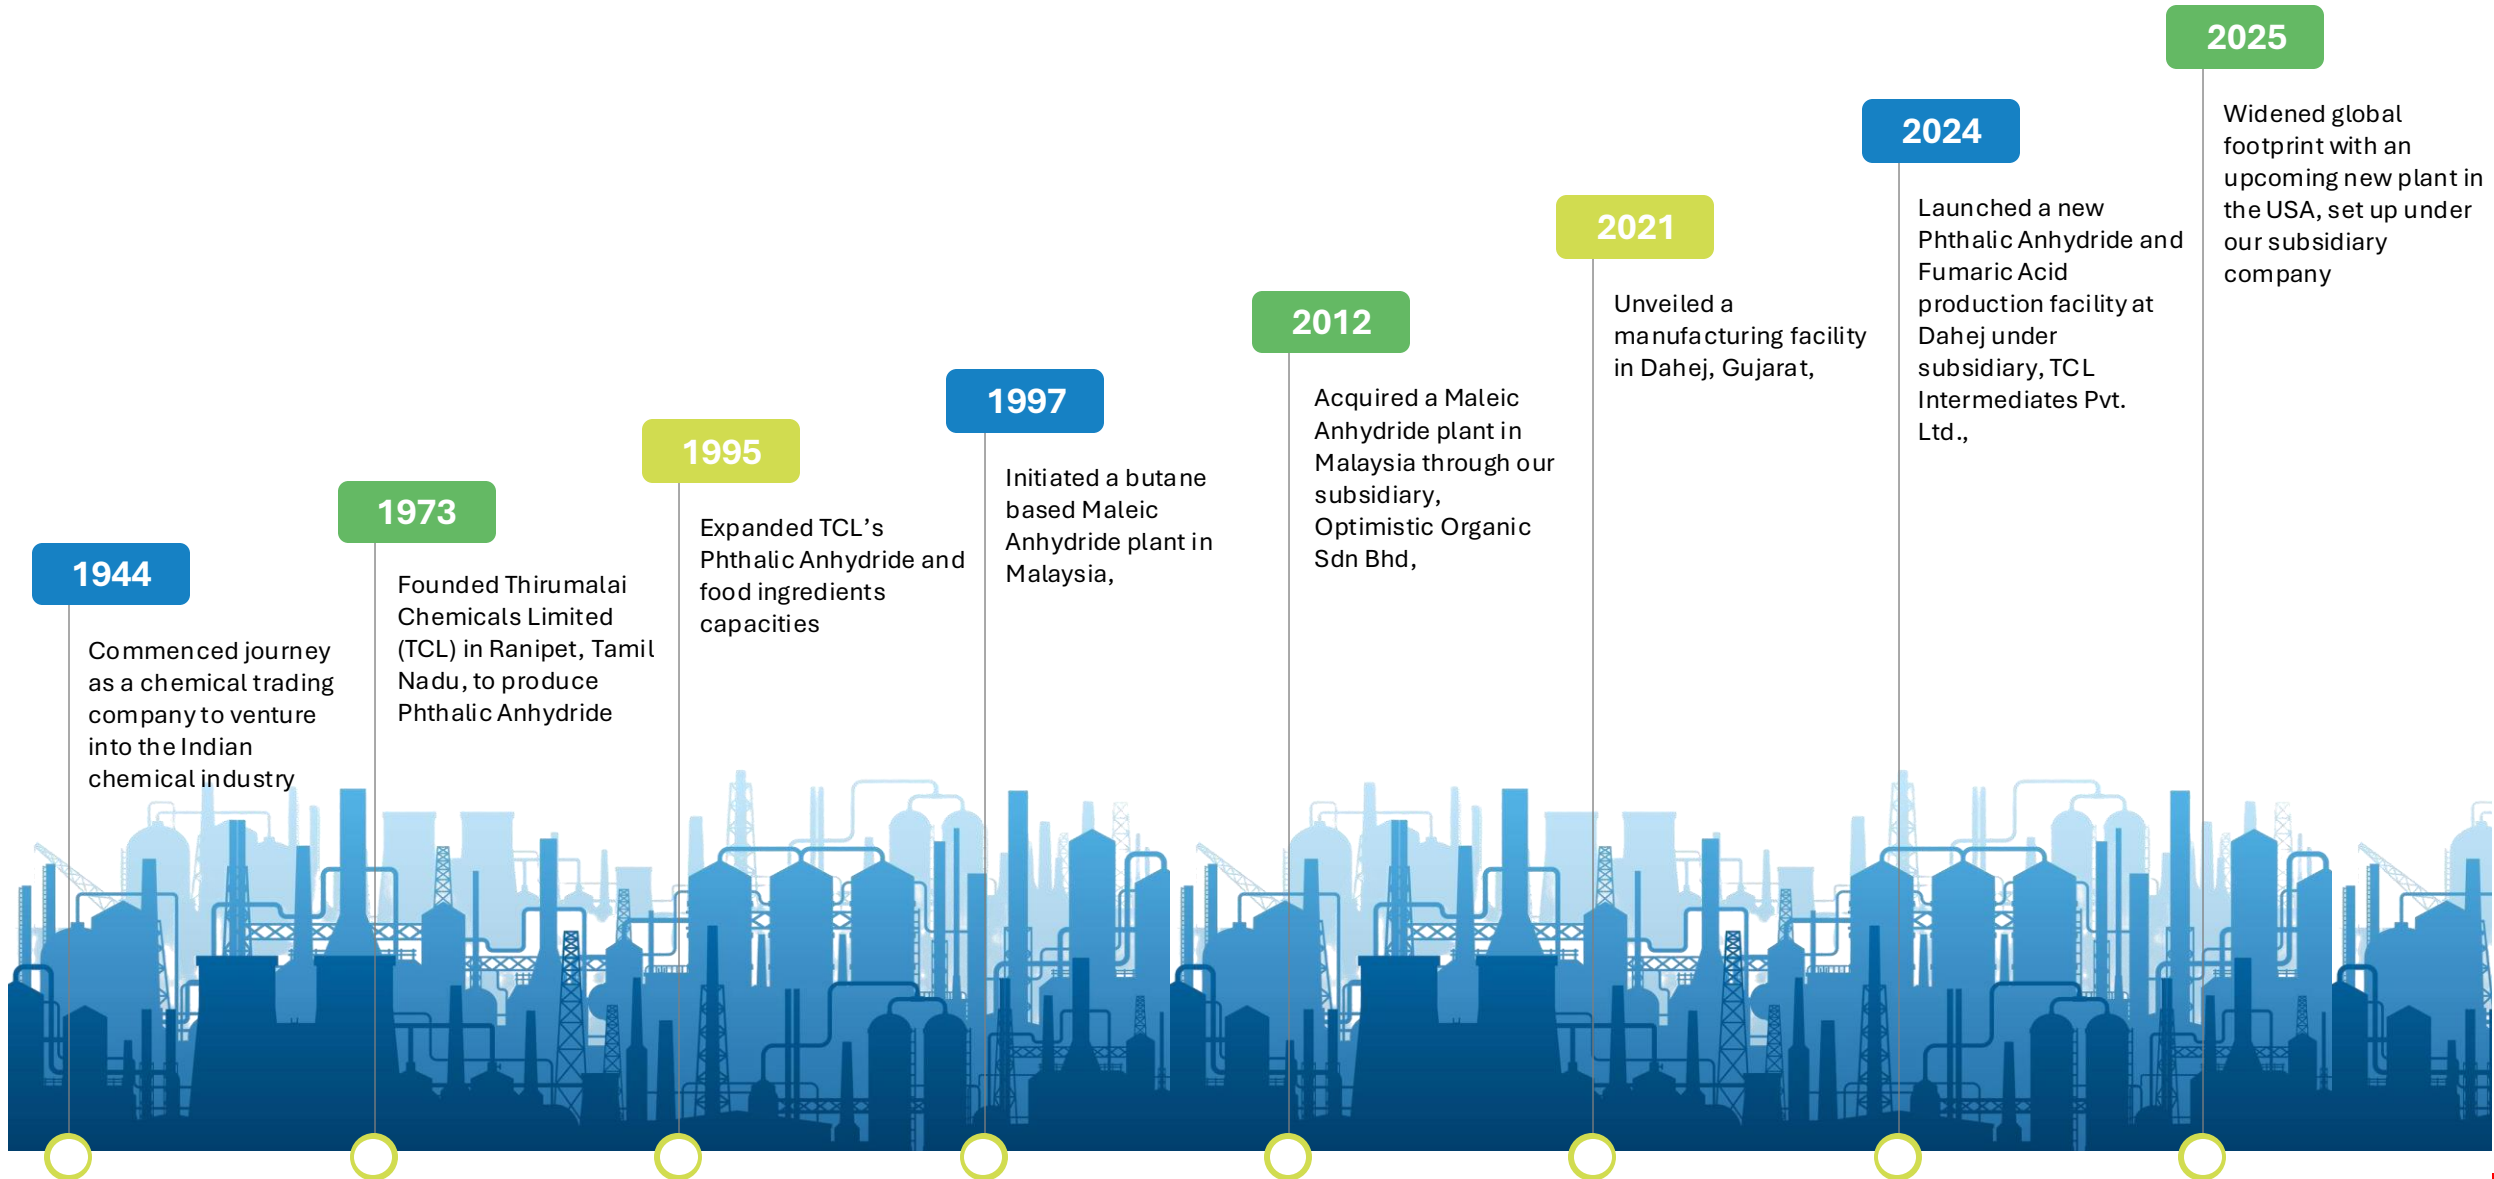 1944
Commenced journey
as a chemical trading
company to venture
into the Indian
chemical industry
1973
Founded Thirumalai
Chemicals Limited
(TCL) in Ranipet, Tamil
Nadu, to produce
Phthalic Anhydride
1995
Expanded TCL’s
Phthalic Anhydride and
food ingredients
capacities
1997
Initiated a butane
based Maleic
Anhydride plant in
Malaysia,
2012
Acquired a Maleic
Anhydride plant in
Malaysia through our
subsidiary,
Optimistic Organic
Sdn Bhd,
2021
Unveiled a
manufacturing facility
in Dahej, Gujarat,
2024
Launched a new
Phthalic Anhydride and
Fumaric Acid
production facility at
Dahej under
subsidiary, TCL
Intermediates Pvt.
Ltd.,
2025
Widened global
footprint with an
upcoming new plant in
the USA, set up under
our subsidiary
company